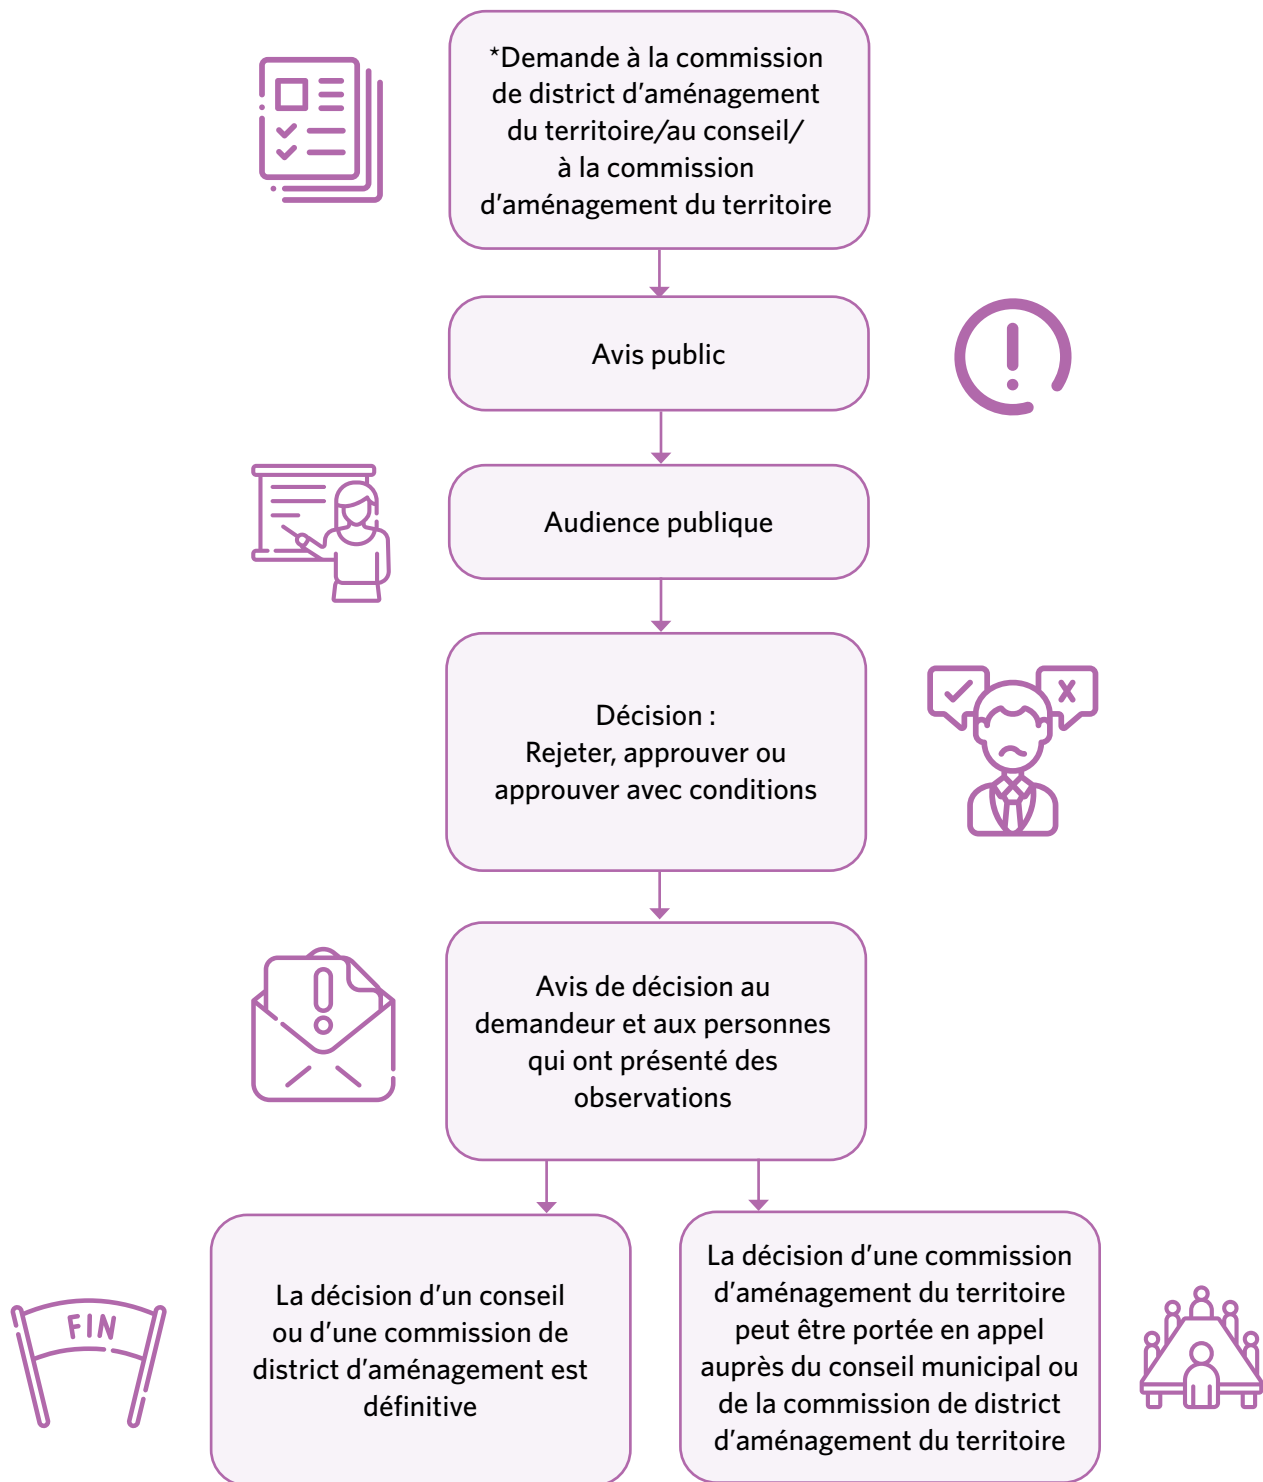 *Demande à la commission
de district d’aménagement
du territoire/au conseil/
à la commission
d’aménagement du territoire
Avis public
Audience publique
Décision :
Rejeter, approuver ou
approuver avec conditions
Avis de décision au
demandeur et aux personnes
qui ont présenté des
observations
FIN
La décision d’un conseil
ou d’une commission de
district d’aménagement est
définitive
La décision d’une commission
d’aménagement du territoire
peut être portée en appel
auprès du conseil municipal ou
de la commission de district
d’aménagement du territoire